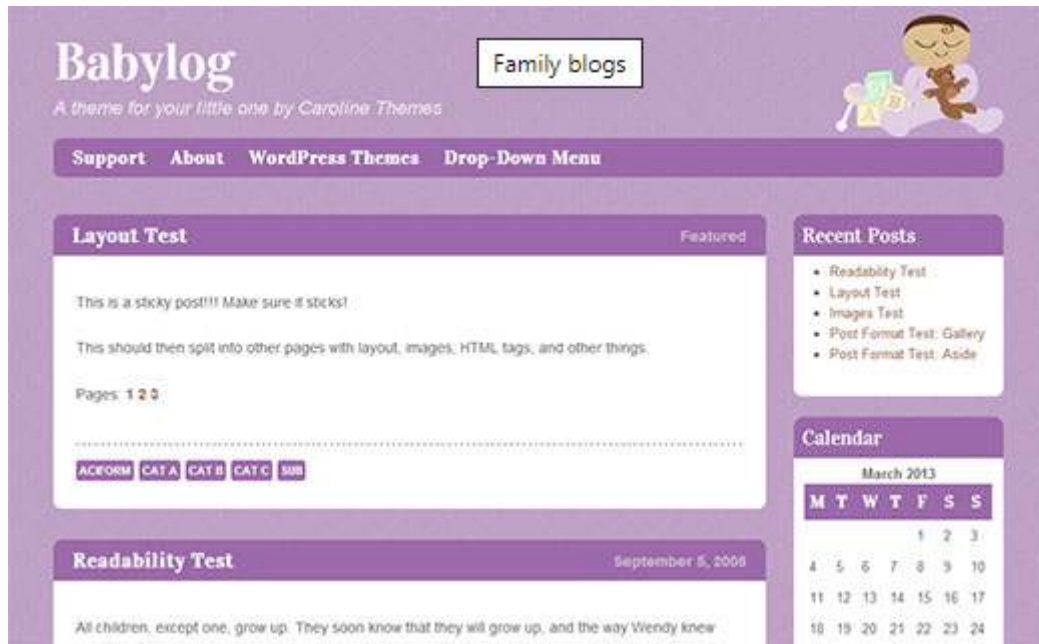 Babylog
Family blogs
A theme for your little one by Caroline Themes
Support About WordPress Themes Drop-Down Menu
Layout Test Featured
This is a sticky post!!! Make sure it sticks!
This should then split into other pages with layout, images, HTML tags, and other things.
Pages: 1 2 3
ACIFORM CAT A CAT B CAT C SUB
Readability Test September 5, 2008
All children, except one, grow up. They soon know that they will grow up, and the way Wendy knew
Recent Posts
Readability Test
Layout Test
Images Test
Post Format Test: Gallery
Post Format Test: Aside
Calendar
March 2013
M T W T F S S
1 2 3
4 5 6 7 8 9 10
11 12 13 14 15 16 17
18 19 20 21 22 23 24